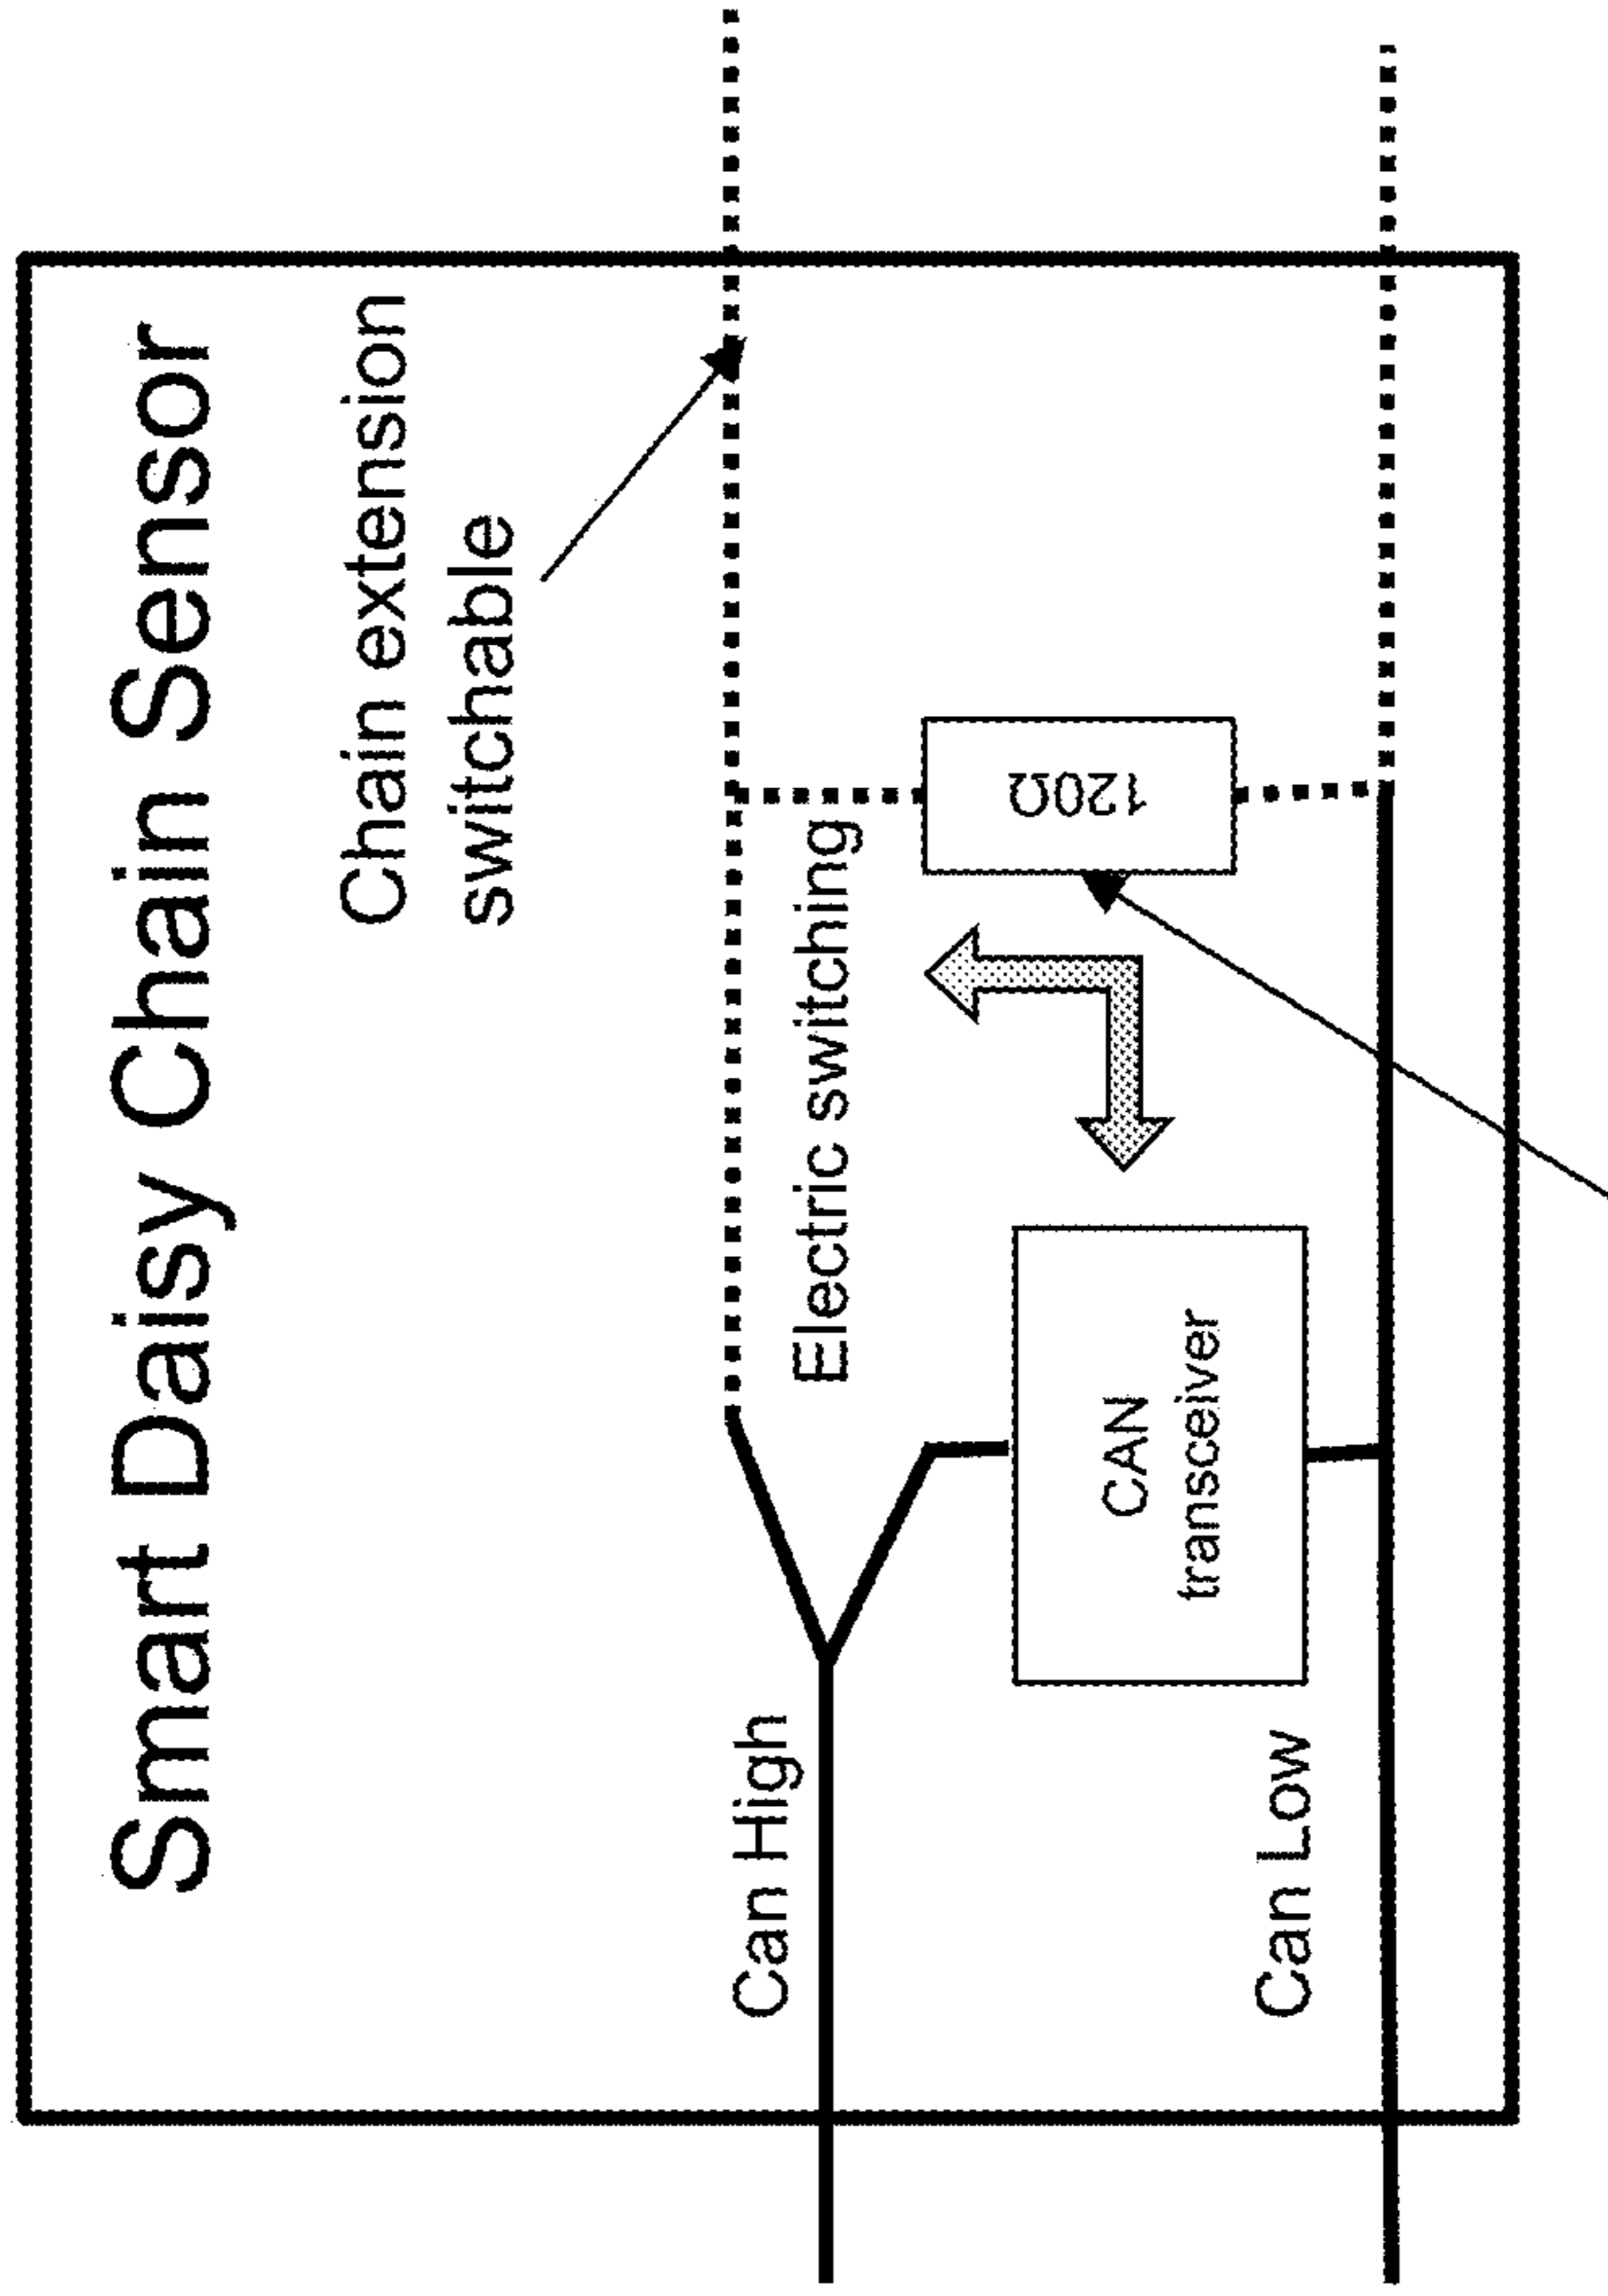 Smart Daisy Chain Sensor
Chain extension
switchable
Can High
Electric switching
120Ω
CAN
transceiver
Can Low